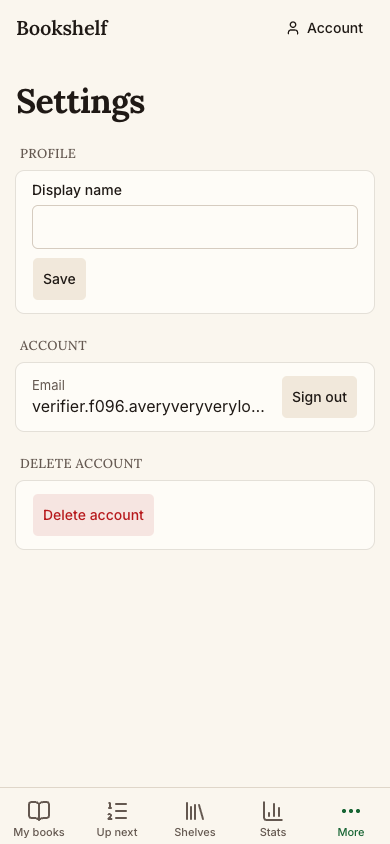 Bookshelf
Account
Settings
PROFILE
Display name
Save
ACCOUNT
Email
verifier.f096.averyveryverylo...
Sign out
DELETE ACCOUNT
Delete account
My books
Up next
Shelves
Stats
More